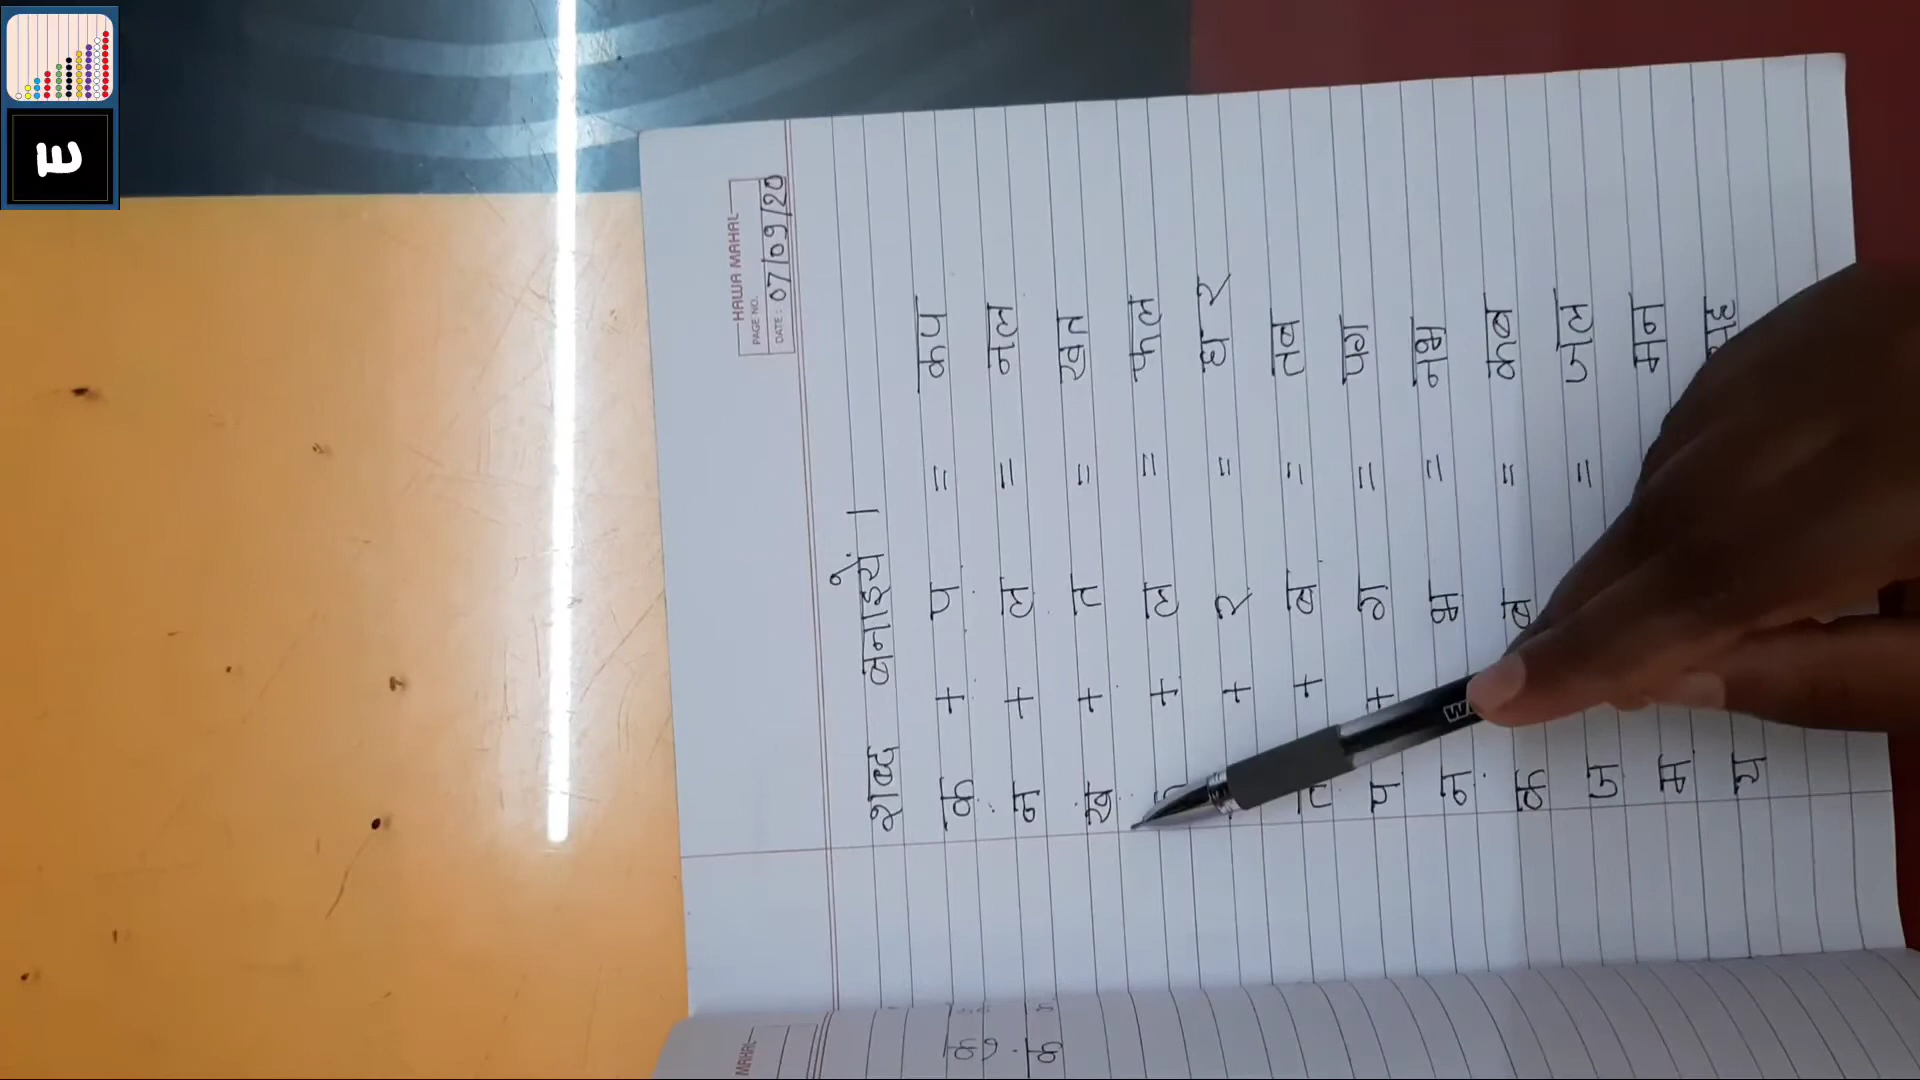 HAWA MAHAL
PAGE NO.
DATE: 07/09/20
शब्द बनाइयें।
क + प = कप
न + ल = नल
ख + त = खत
+ ल = फल
+ र = घर
त + ब = तब
प + ग = पग
न भ = नभ
क ब = कब
ज = जल
म मन
य
MAHAL
क
क
अ